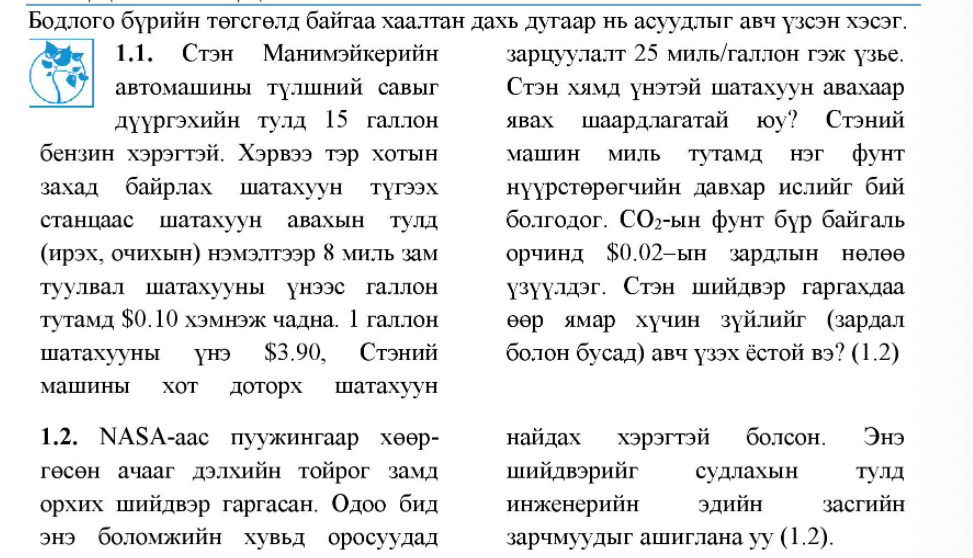 Бодлого бүрийн төгсгөлд байгаа хаалтан дахь дугаар нь асуудлыг авч үзсэн хэсэг.
1.1. Стэн Манимэйкерийн
автомашины түлшний савыг
дүүргэхийн тулд 15 галлон
бензин хэрэгтэй. Хэрвээ тэр хотын
захад байрлах шатахуун түгээх
станцаас шатахуун авахын тулд
(ирэх, очихын) нэмэлтээр 8 миль зам
туулвал шатахууны үнээс галлон
тутамд $0.10 хэмнэж чадна. 1 галлон
шатахууны үнэ $3.90, Стэний
машины хот доторх шатахуун
зарцуулалт 25 миль/галлон гэж үзье.
Стэн хямд үнэтэй шатахуун авахаар
явах шаардлагатай юу? Стэний
машин миль тутамд нэг фунт
нүүрстөрөгчийн давхар ислийг бий
болгодог. CO₂-ын фунт бүр байгаль
орчинд $0.02–ын зардлын нөлөө
үзүүлдэг. Стэн шийдвэр гаргахдаа
өөр ямар хүчин зүйлийг (зардал
болон бусад) авч үзэх ёстой вэ? (1.2)
1.2. NASA-аас пуужингаар хөөр-
гөсөн ачааг дэлхийн тойрог замд
орхих шийдвэр гаргасан. Одоо бид
энэ боломжийн хувьд оросуудад
найдах хэрэгтэй болсон. Энэ
шийдвэрийг судлахын тулд
инженерийн эдийн засгийн
зарчмуудыг ашиглана уу (1.2).